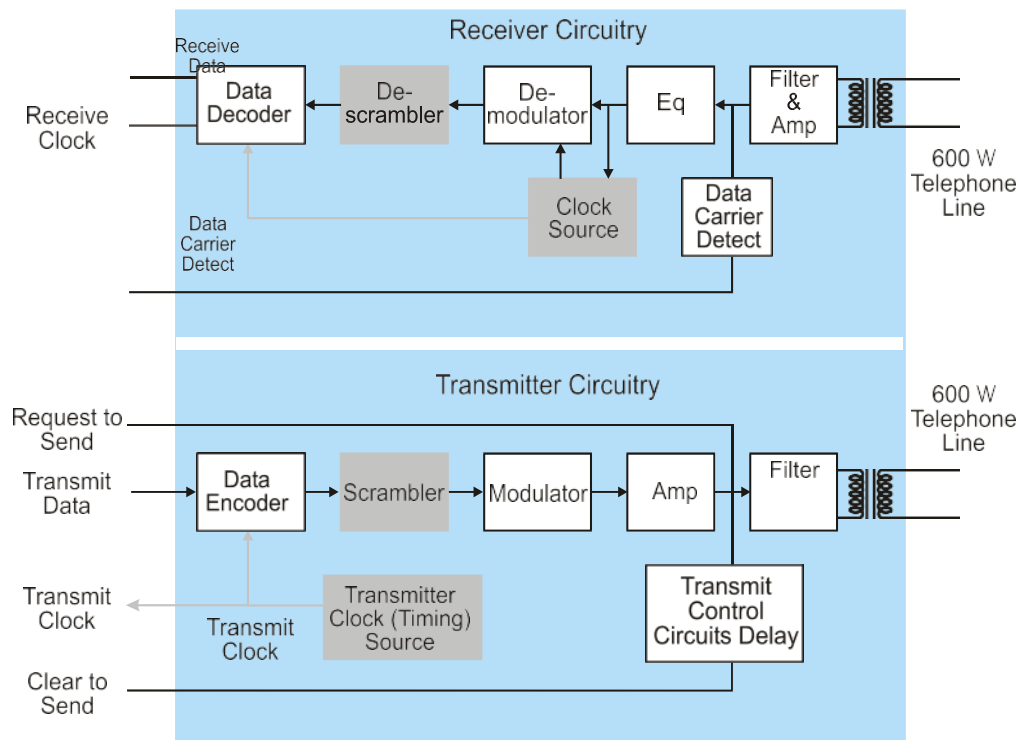 Receiver Circuitry
Receive
Data
Receive
Clock
Data
Decoder
De-
scrambler
De-
modulator
Eq
Filter
&
Amp
600 W
Telephone
Line
Clock
Source
Data
Carrier
Detect
Data
Carrier
Detect
Transmitter Circuitry
600 W
Telephone
Line
Request to
Send
Transmit
Data
Data
Encoder
Scrambler
Modulator
Amp
Filter
Transmit
Clock
Transmit
Clock
Transmitter
Clock (Timing)
Source
Transmit
Control
Circuits Delay
Clear to
Send